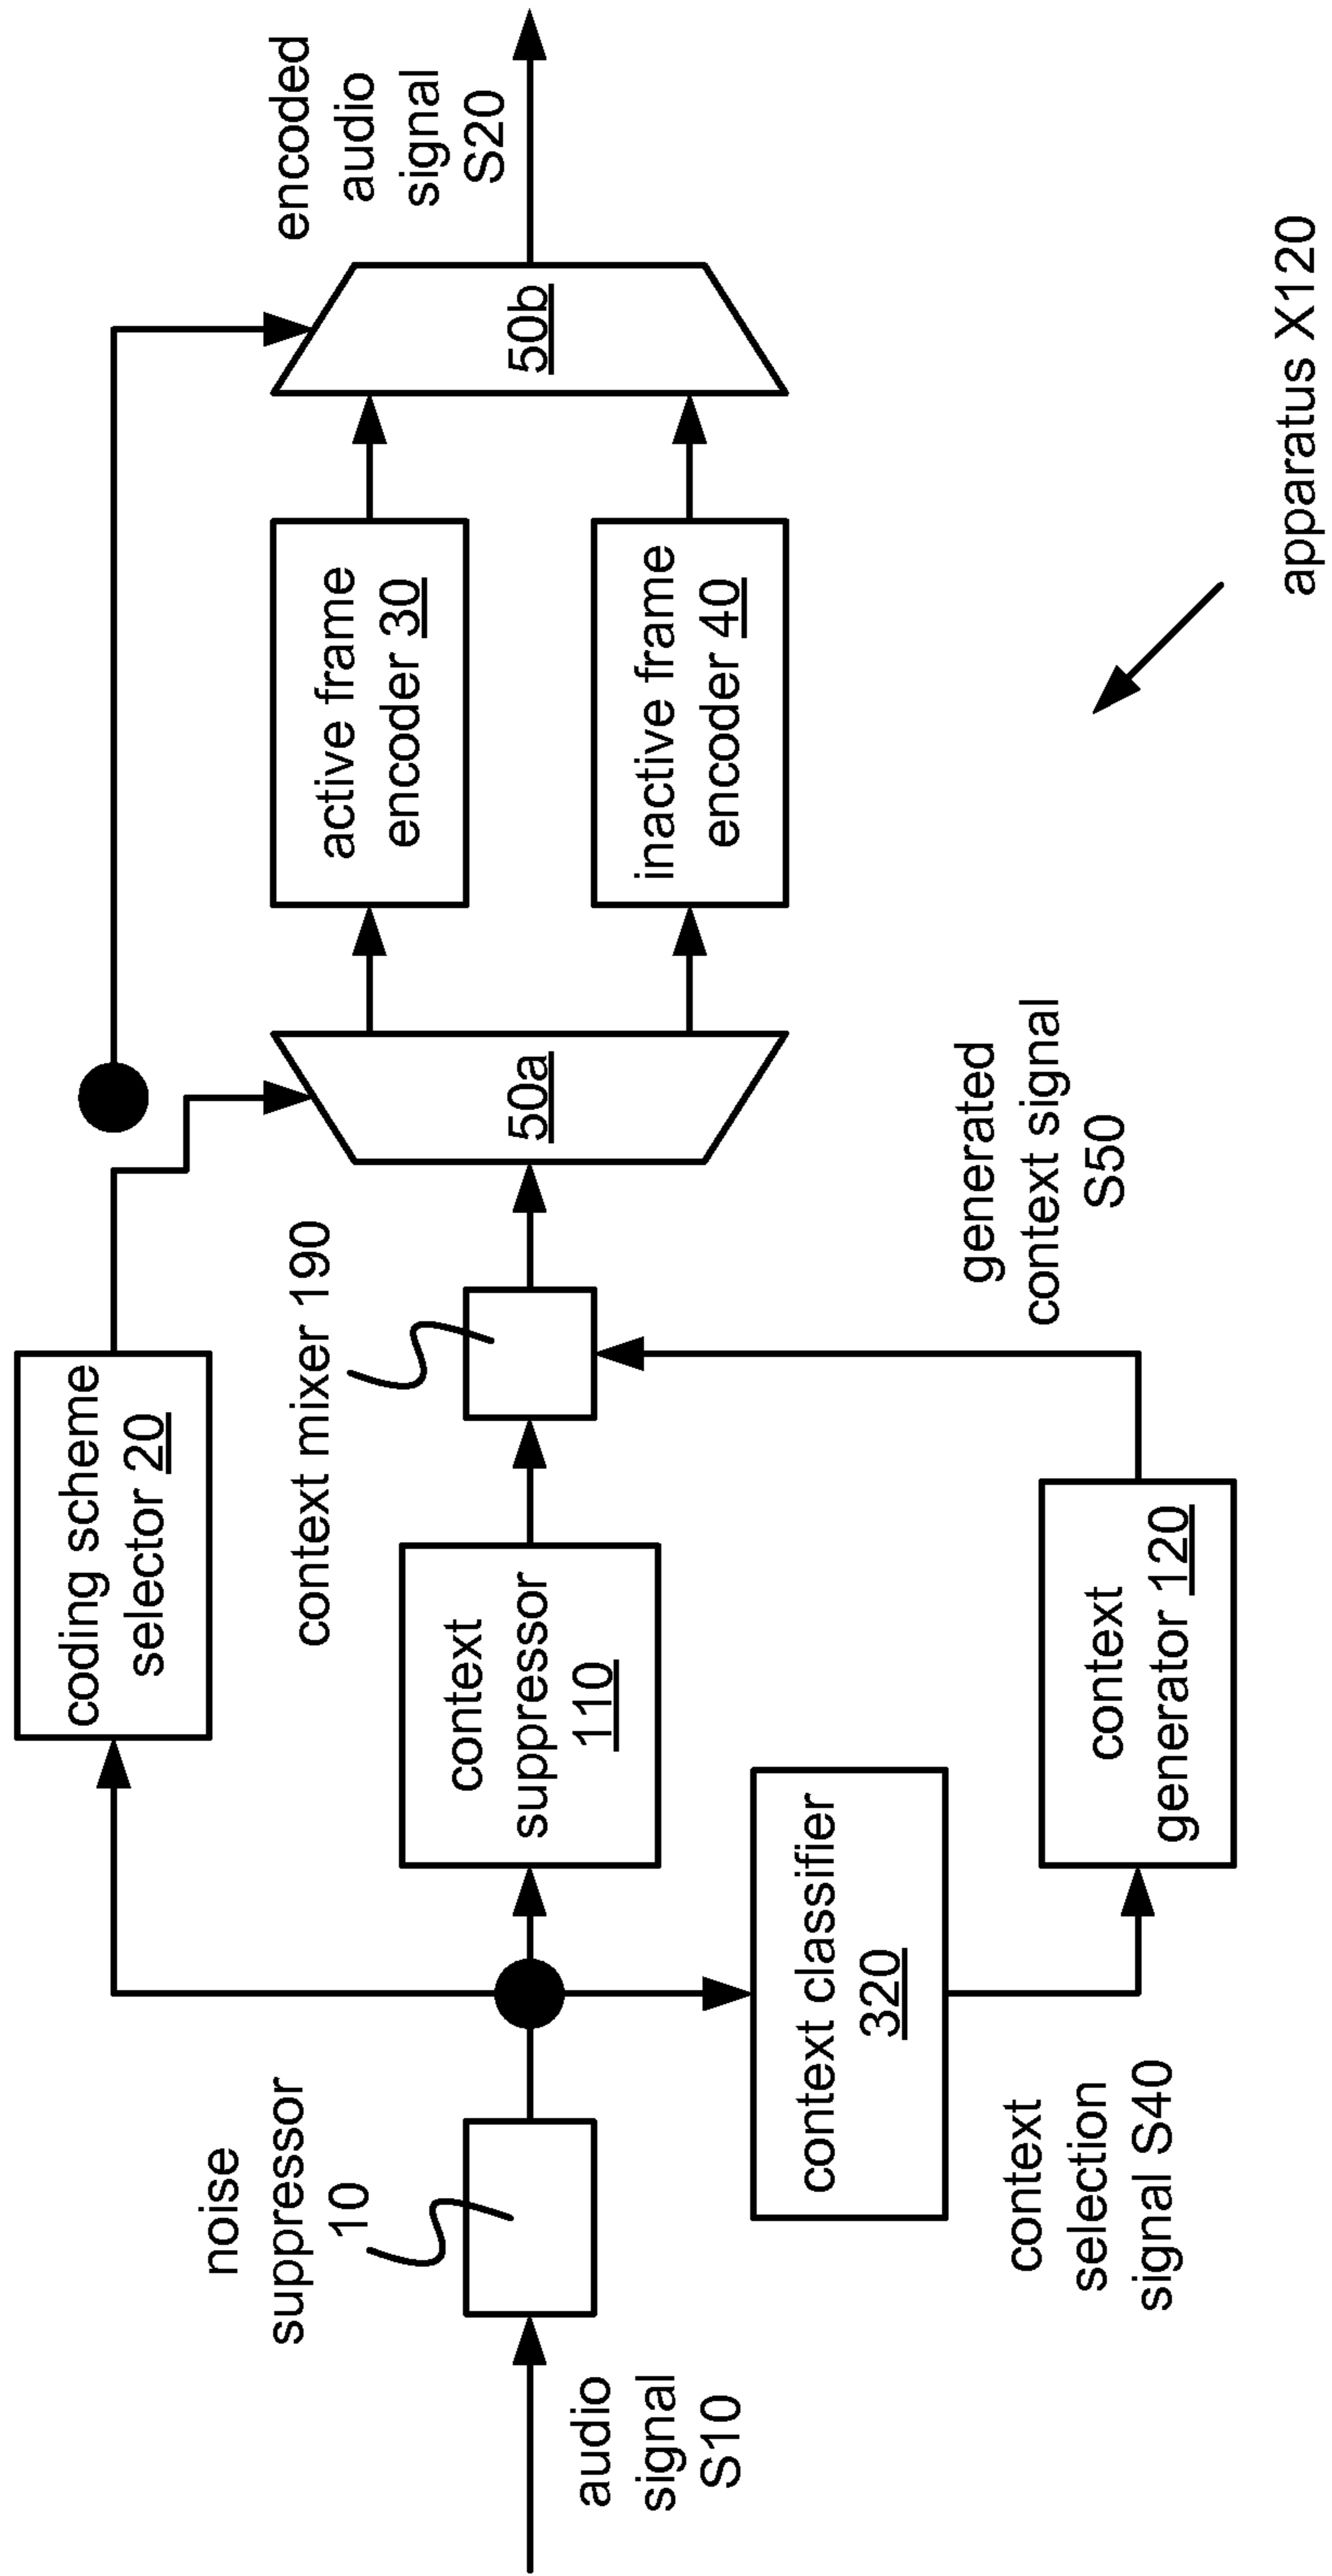 audio
signal
S10
noise
suppressor
10
coding scheme
selector 20
context
suppressor
110
context classifier
320
context
selection
signal S40
context
generator 120
generated
context signal
S50
context mixer 190
50a
active frame
encoder 30
inactive frame
encoder 40
50b
encoded
audio
signal
S20
apparatus X120